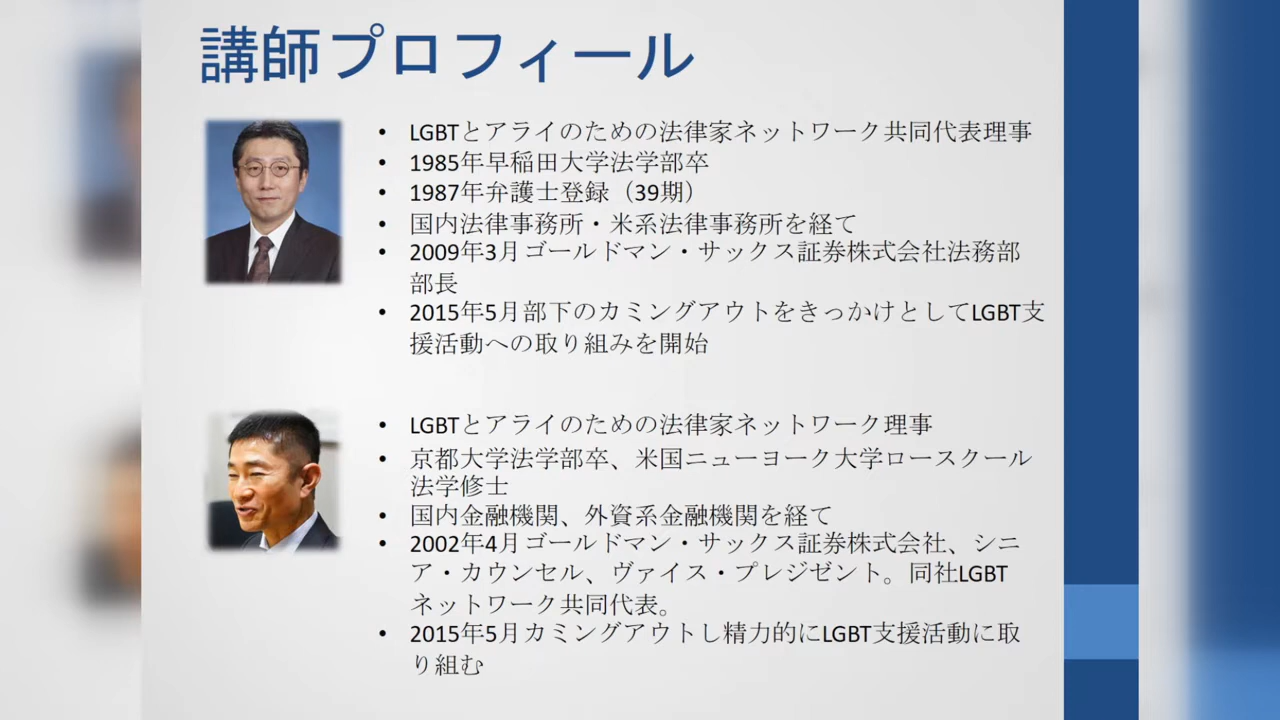 講師プロフィール
• LGBTとアライのための法律家ネットワーク共同代表理事
• 1985年早稲田大学法学部卒
• 1987年弁護士登録（39期）
• 国内法律事務所・米系法律事務所を経て
• 2009年3月ゴールドマン・サックス証券株式会社法務部
部長
• 2015年5月部下のカミングアウトをきっかけとしてLGBT支
援活動への取り組みを開始
• LGBTとアライのための法律家ネットワーク理事
• 京都大学法学部卒、米国ニューヨーク大学ロースクール
法学修士
• 国内金融機関、外資系金融機関を経て
• 2002年4月ゴールドマン・サックス証券株式会社、シニ
ア・カウンセル、ヴァイス・プレジゼント。同社LGBT
ネットワーク共同代表。
• 2015年5月カミングアウトし精力的にLGBT支援活動に取
り組む